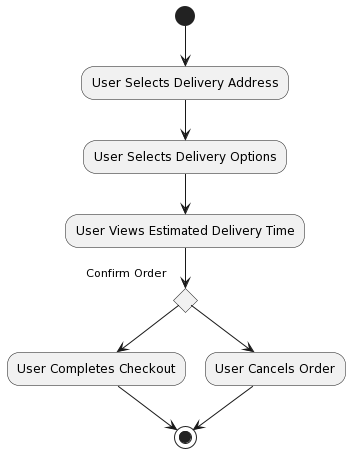 User Selects Delivery Address
User Selects Delivery Options
User Views Estimated Delivery Time
Confirm Order
User Completes Checkout
User Cancels Order